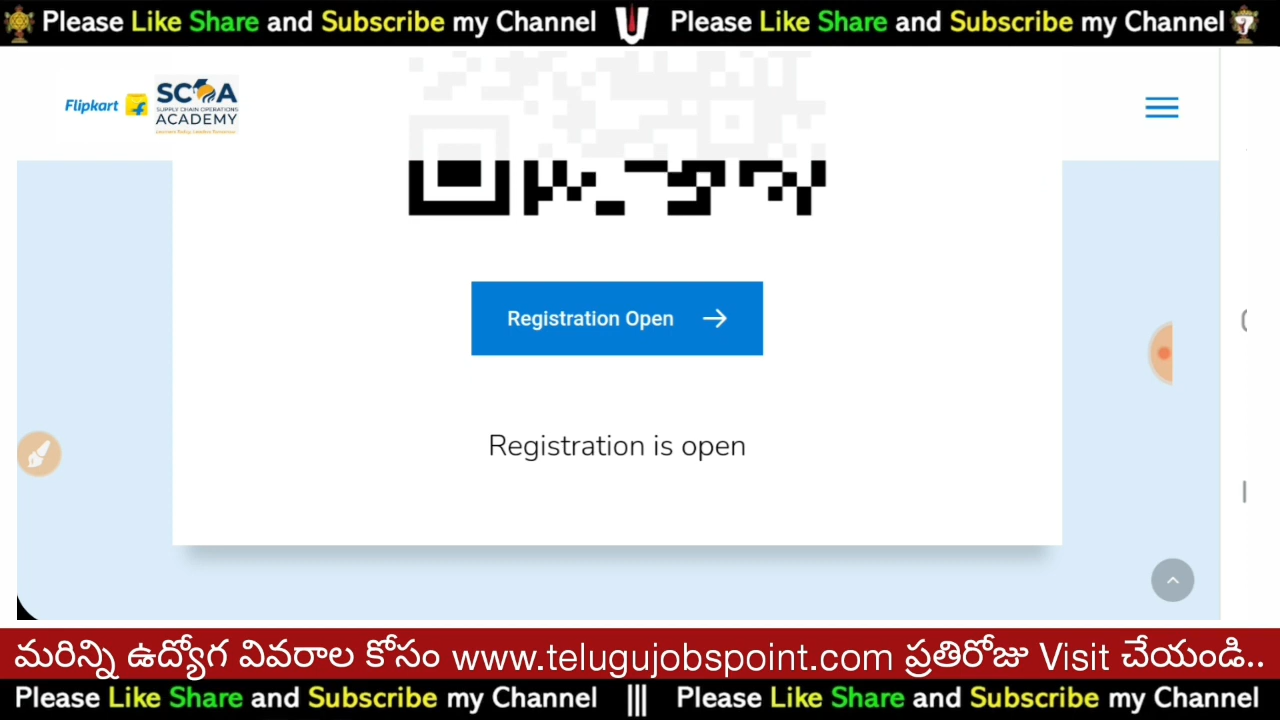 Please Like Share and Subscribe my Channel Please Like Share and Subscribe my Channel
Flipkart
SCOA
SUPPLY CHAIN OPERATIONS
ACADEMY
Registration Open
Registration is open
మరిన్ని ఉద్యోగ వివరాల కోసం www.telugujobspoint.com ప్రతిరోజు Visit చేయండి..
Please Like Share and Subscribe my Channel ||| Please Like Share and Subscribe my Channel